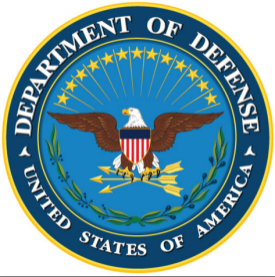 DEPARTMENT OF DEFENSE
UNITED STATES OF AMERICA